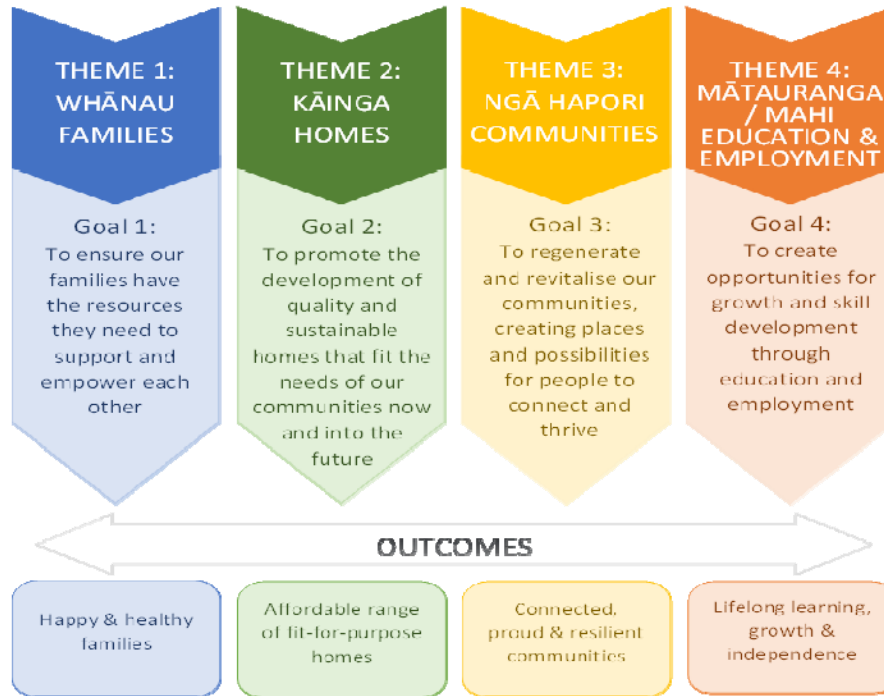 THEME 1:
WHĀNAU
FAMILIES
Goal 1:
To ensure our
families have
the resources
they need to
support and
empower each
other
THEME 2:
KĀINGA
HOMES
Goal 2:
To promote the
development of
quality and
sustainable
homes that fit the
needs of our
communities now
and into the
future
THEME 3:
NGĀ HAPORI
COMMUNITIES
Goal 3:
To regenerate
and revitalise our
communities,
creating places
and possibilities
for people to
connect and
thrive
THEME 4:
MĀTAURANGA
/ MAHI
EDUCATION &
EMPLOYMENT
Goal 4:
To create
opportunities for
growth and skill
development
through
education and
employment
OUTCOMES
Happy & healthy
families
Affordable range
of fit-for-purpose
homes
Connected,
proud & resilient
communities
Lifelong learning,
growth &
independence